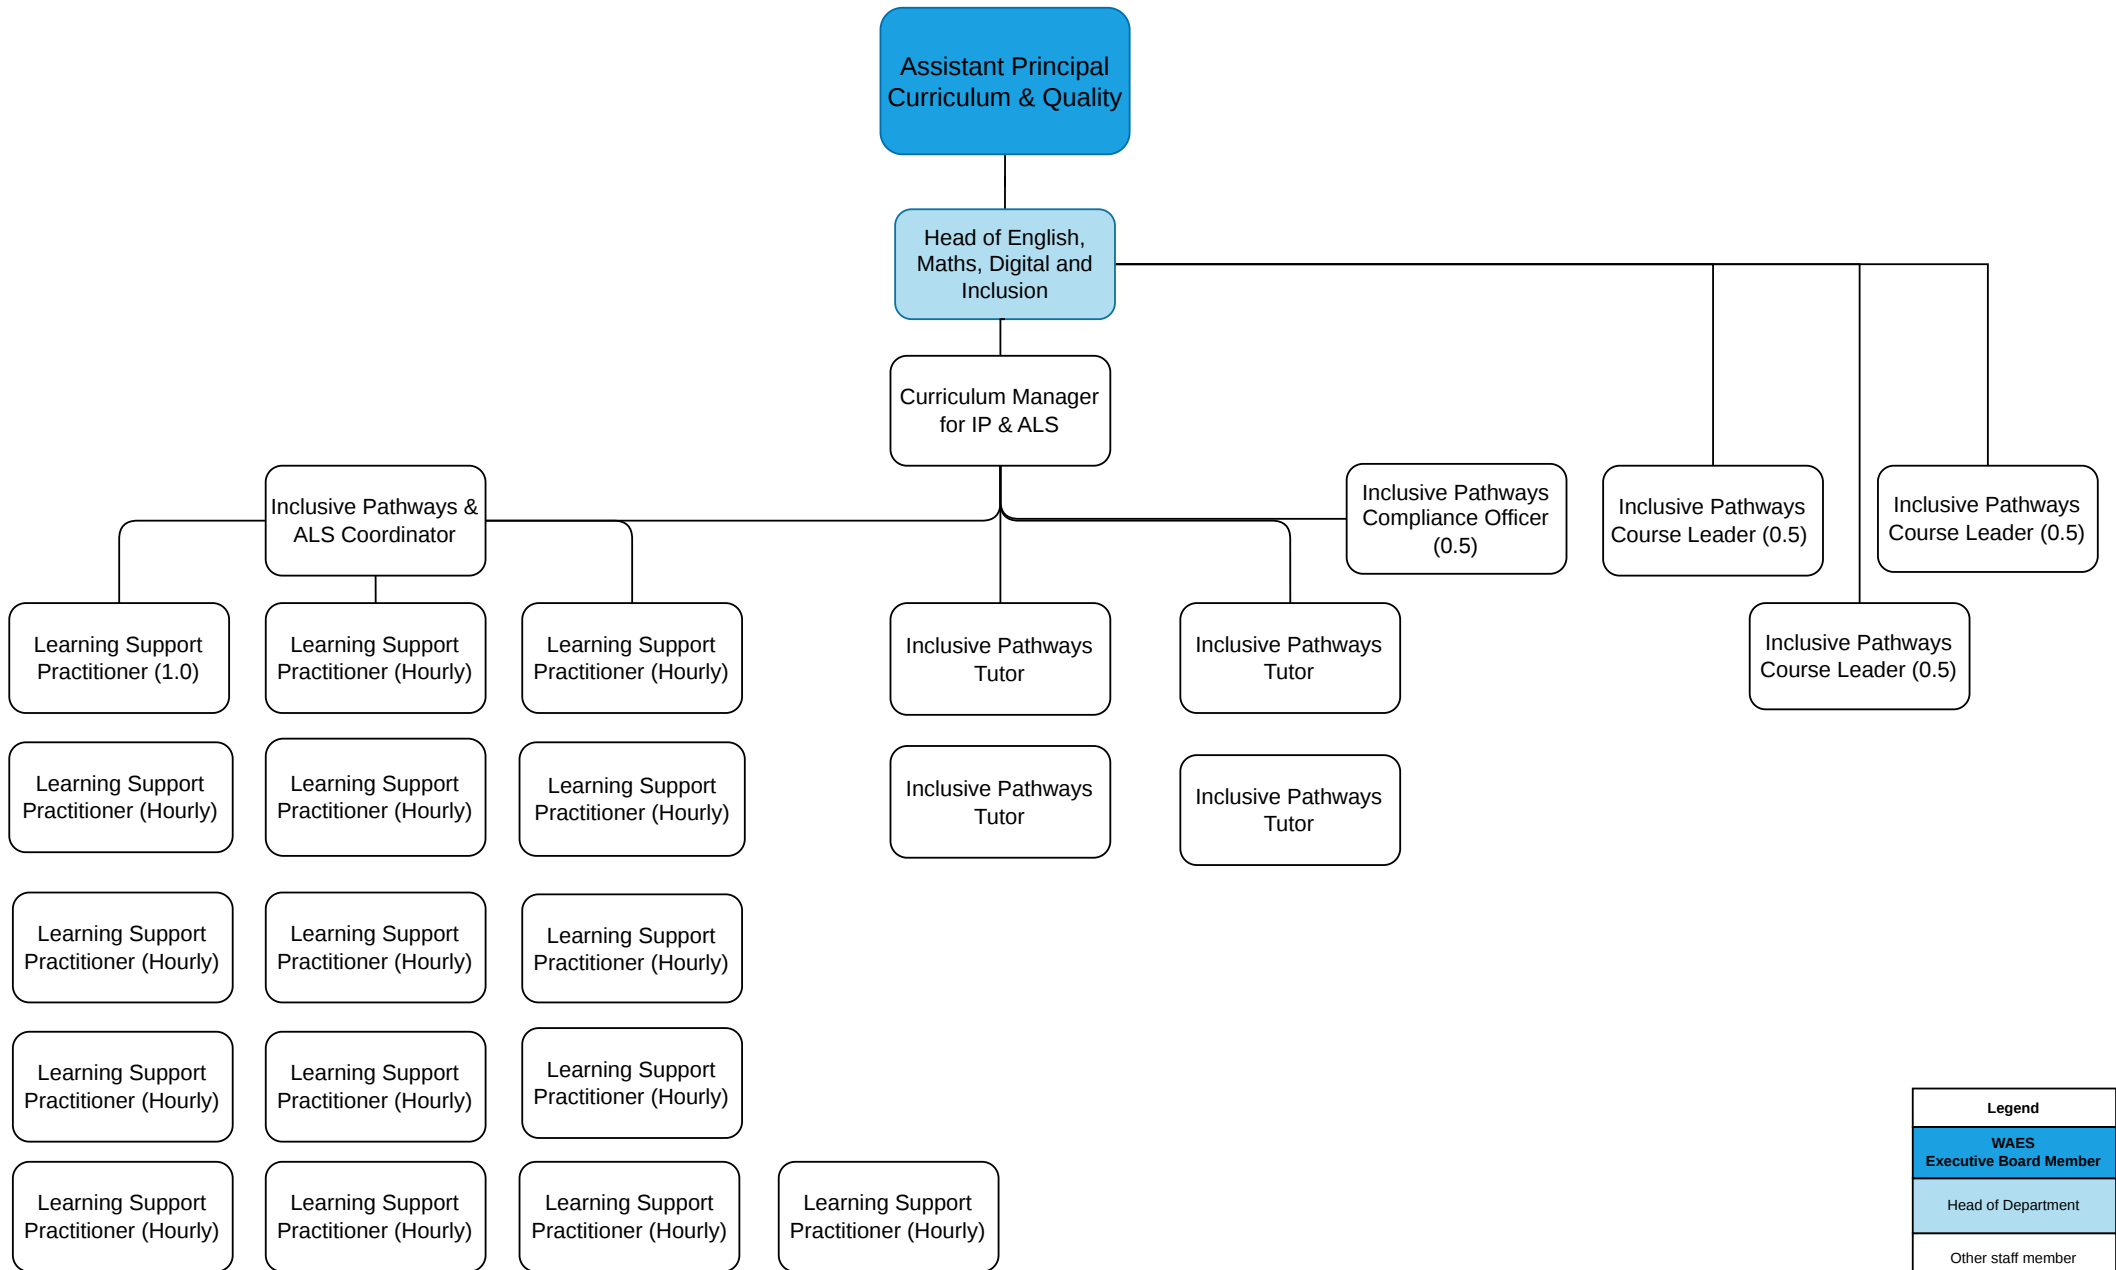 Assistant Principal
Curriculum & Quality
Head of English,
Maths, Digital and
Inclusion
Curriculum Manager
for IP & ALS
Inclusive Pathways &
ALS Coordinator
Inclusive Pathways
Compliance Officer
(0.5)
Inclusive Pathways
Course Leader (0.5)
Inclusive Pathways
Course Leader (0.5)
Learning Support
Practitioner (1.0)
Learning Support
Practitioner (Hourly)
Learning Support
Practitioner (Hourly)
Inclusive Pathways
Tutor
Inclusive Pathways
Tutor
Inclusive Pathways
Course Leader (0.5)
Learning Support
Practitioner (Hourly)
Learning Support
Practitioner (Hourly)
Learning Support
Practitioner (Hourly)
Inclusive Pathways
Tutor
Inclusive Pathways
Tutor
Learning Support
Practitioner (Hourly)
Learning Support
Practitioner (Hourly)
Learning Support
Practitioner (Hourly)
Learning Support
Practitioner (Hourly)
Learning Support
Practitioner (Hourly)
Learning Support
Practitioner (Hourly)
Learning Support
Practitioner (Hourly)
Learning Support
Practitioner (Hourly)
Learning Support
Practitioner (Hourly)
Learning Support
Practitioner (Hourly)
Legend
WAES
Executive Board Member
Head of Department
Other staff member